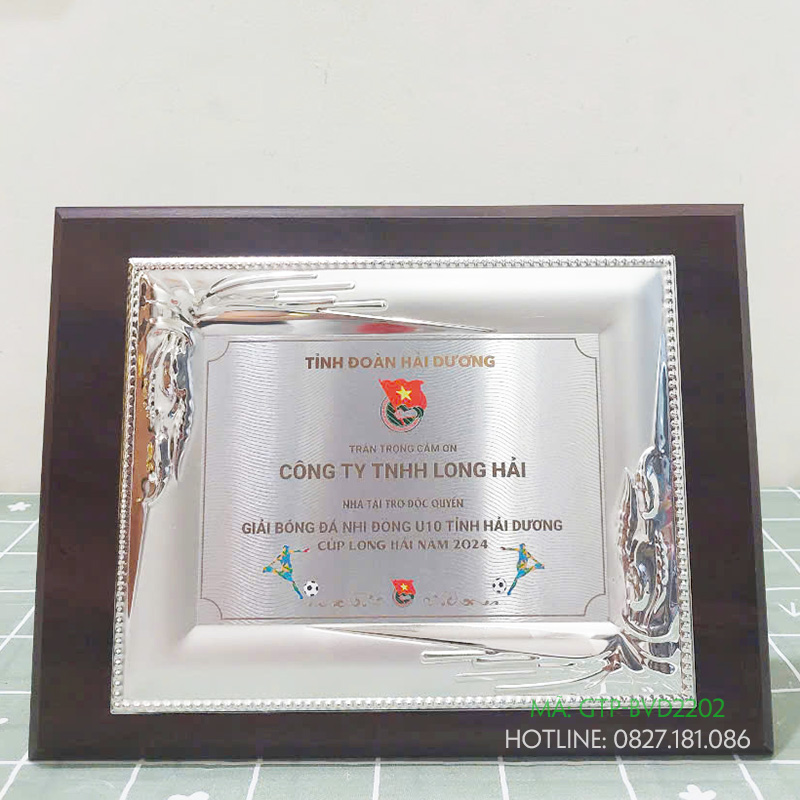 TỈNH ĐOÀN HẢI DƯƠNG
TRÂN TRỌNG CẢM ƠN
CÔNG TY TNHH LONG HẢI
NHÀ TÀI TRỢ ĐỘC QUYỀN
GIẢI BÓNG ĐÁ NHI ĐỒNG U10 TỈNH HẢI DƯƠNG
CÚP LONG HẢI NĂM 2024
MÃ: GTP-BVD2202
HOTLINE: 0827.181.086